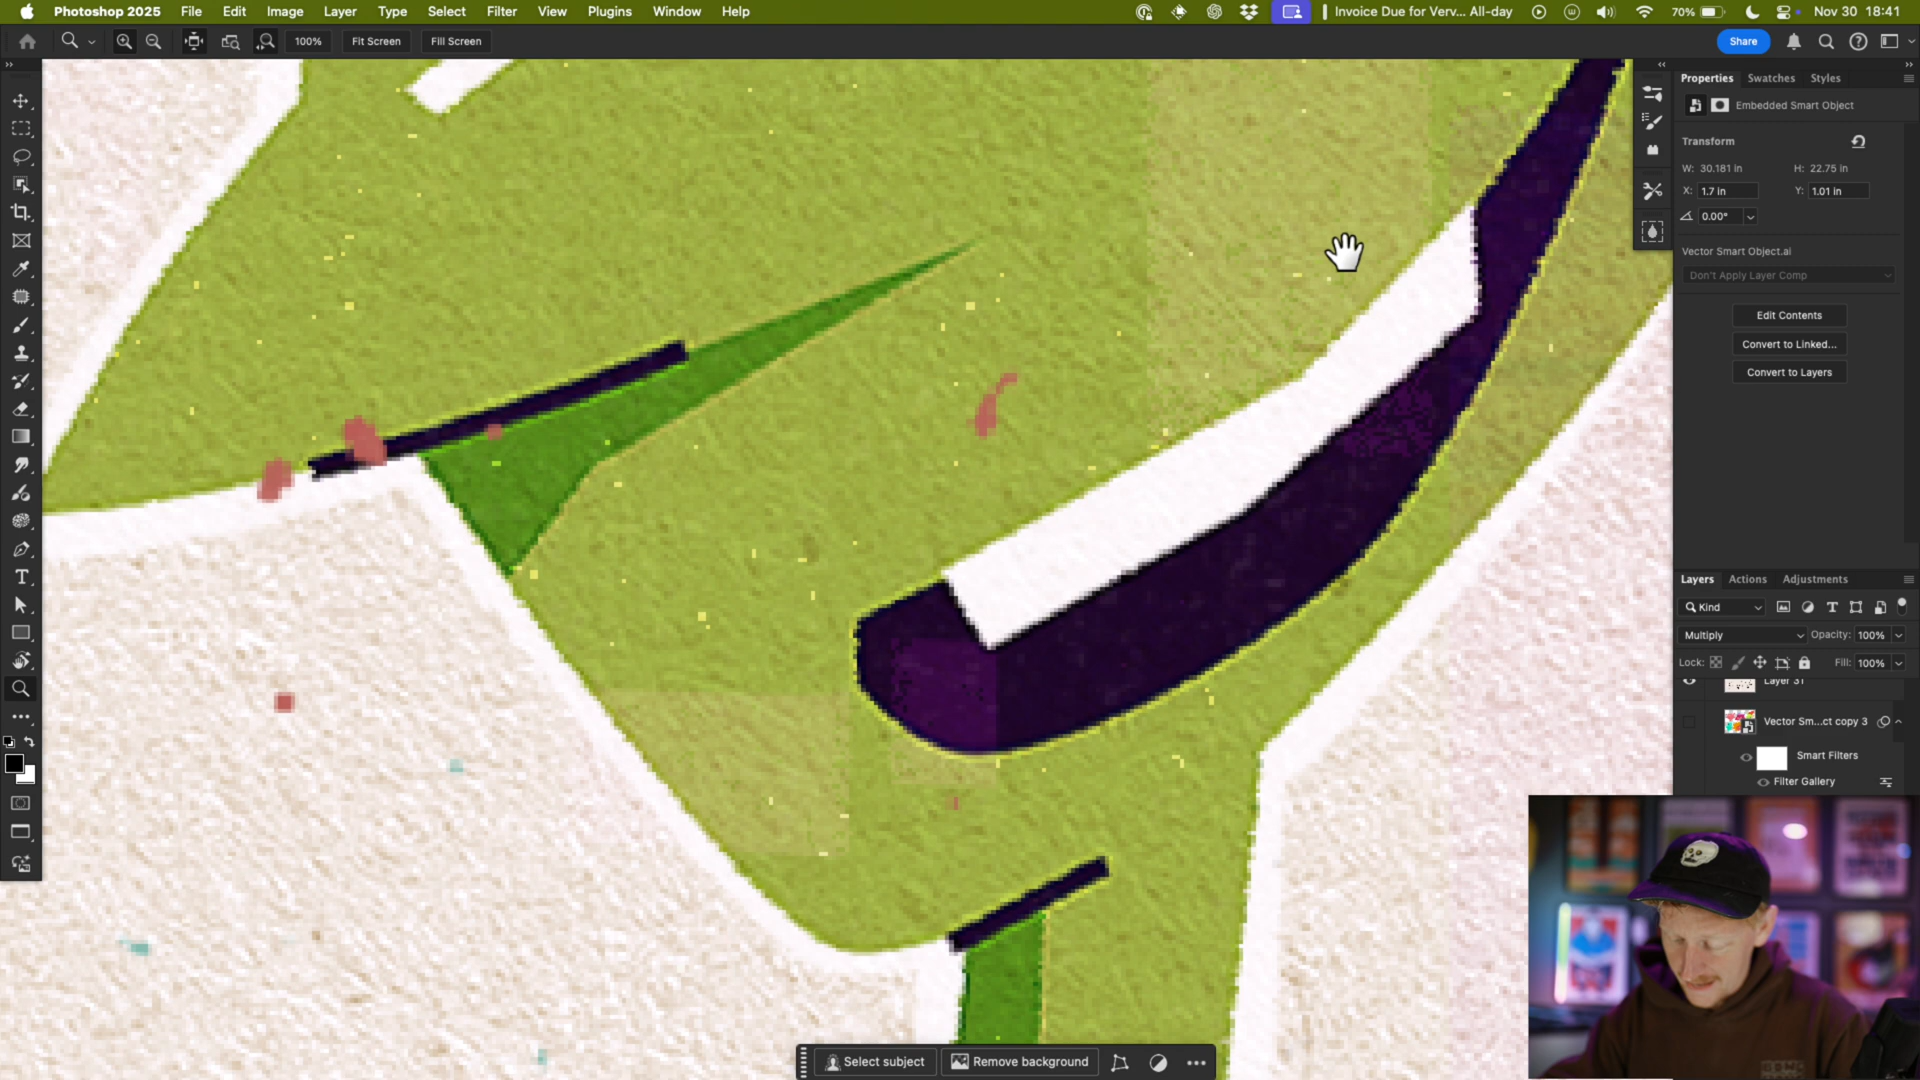 Photoshop 2025 File Edit Image Layer Type Select Filter View Plugins Window Help Invoice Due for Verv... All-day 70% Nov 30 18:41
100% Fit Screen Fill Screen Share
Properties Swatches Styles
Embedded Smart Object
Transform
W: 30.181 in H: 22.75 in
X: 1.7 in Y: 1.01 in
0.00°
Vector Smart Object.ai
Don't Apply Layer Comp
Edit Contents
Convert to Linked...
Convert to Layers
Layers Actions Adjustments
Kind
Multiply Opacity: 100%
Lock: Fill: 100%
Layer 31
Vector Sm...ct copy 3
Smart Filters
Filter Gallery
Select subject Remove background